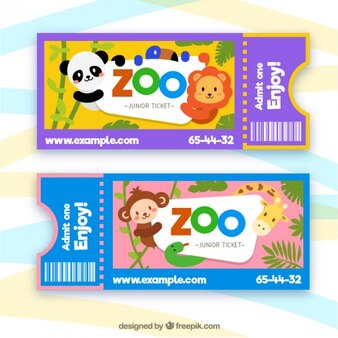 ZOO
JUNIOR TICKET
www.example.com 65-44-32
Admit one
Enjoy!
Admit one
Enjoy!
ZOO
JUNIOR TICKET
www.example.com 65-44-32
designed by freepik.com